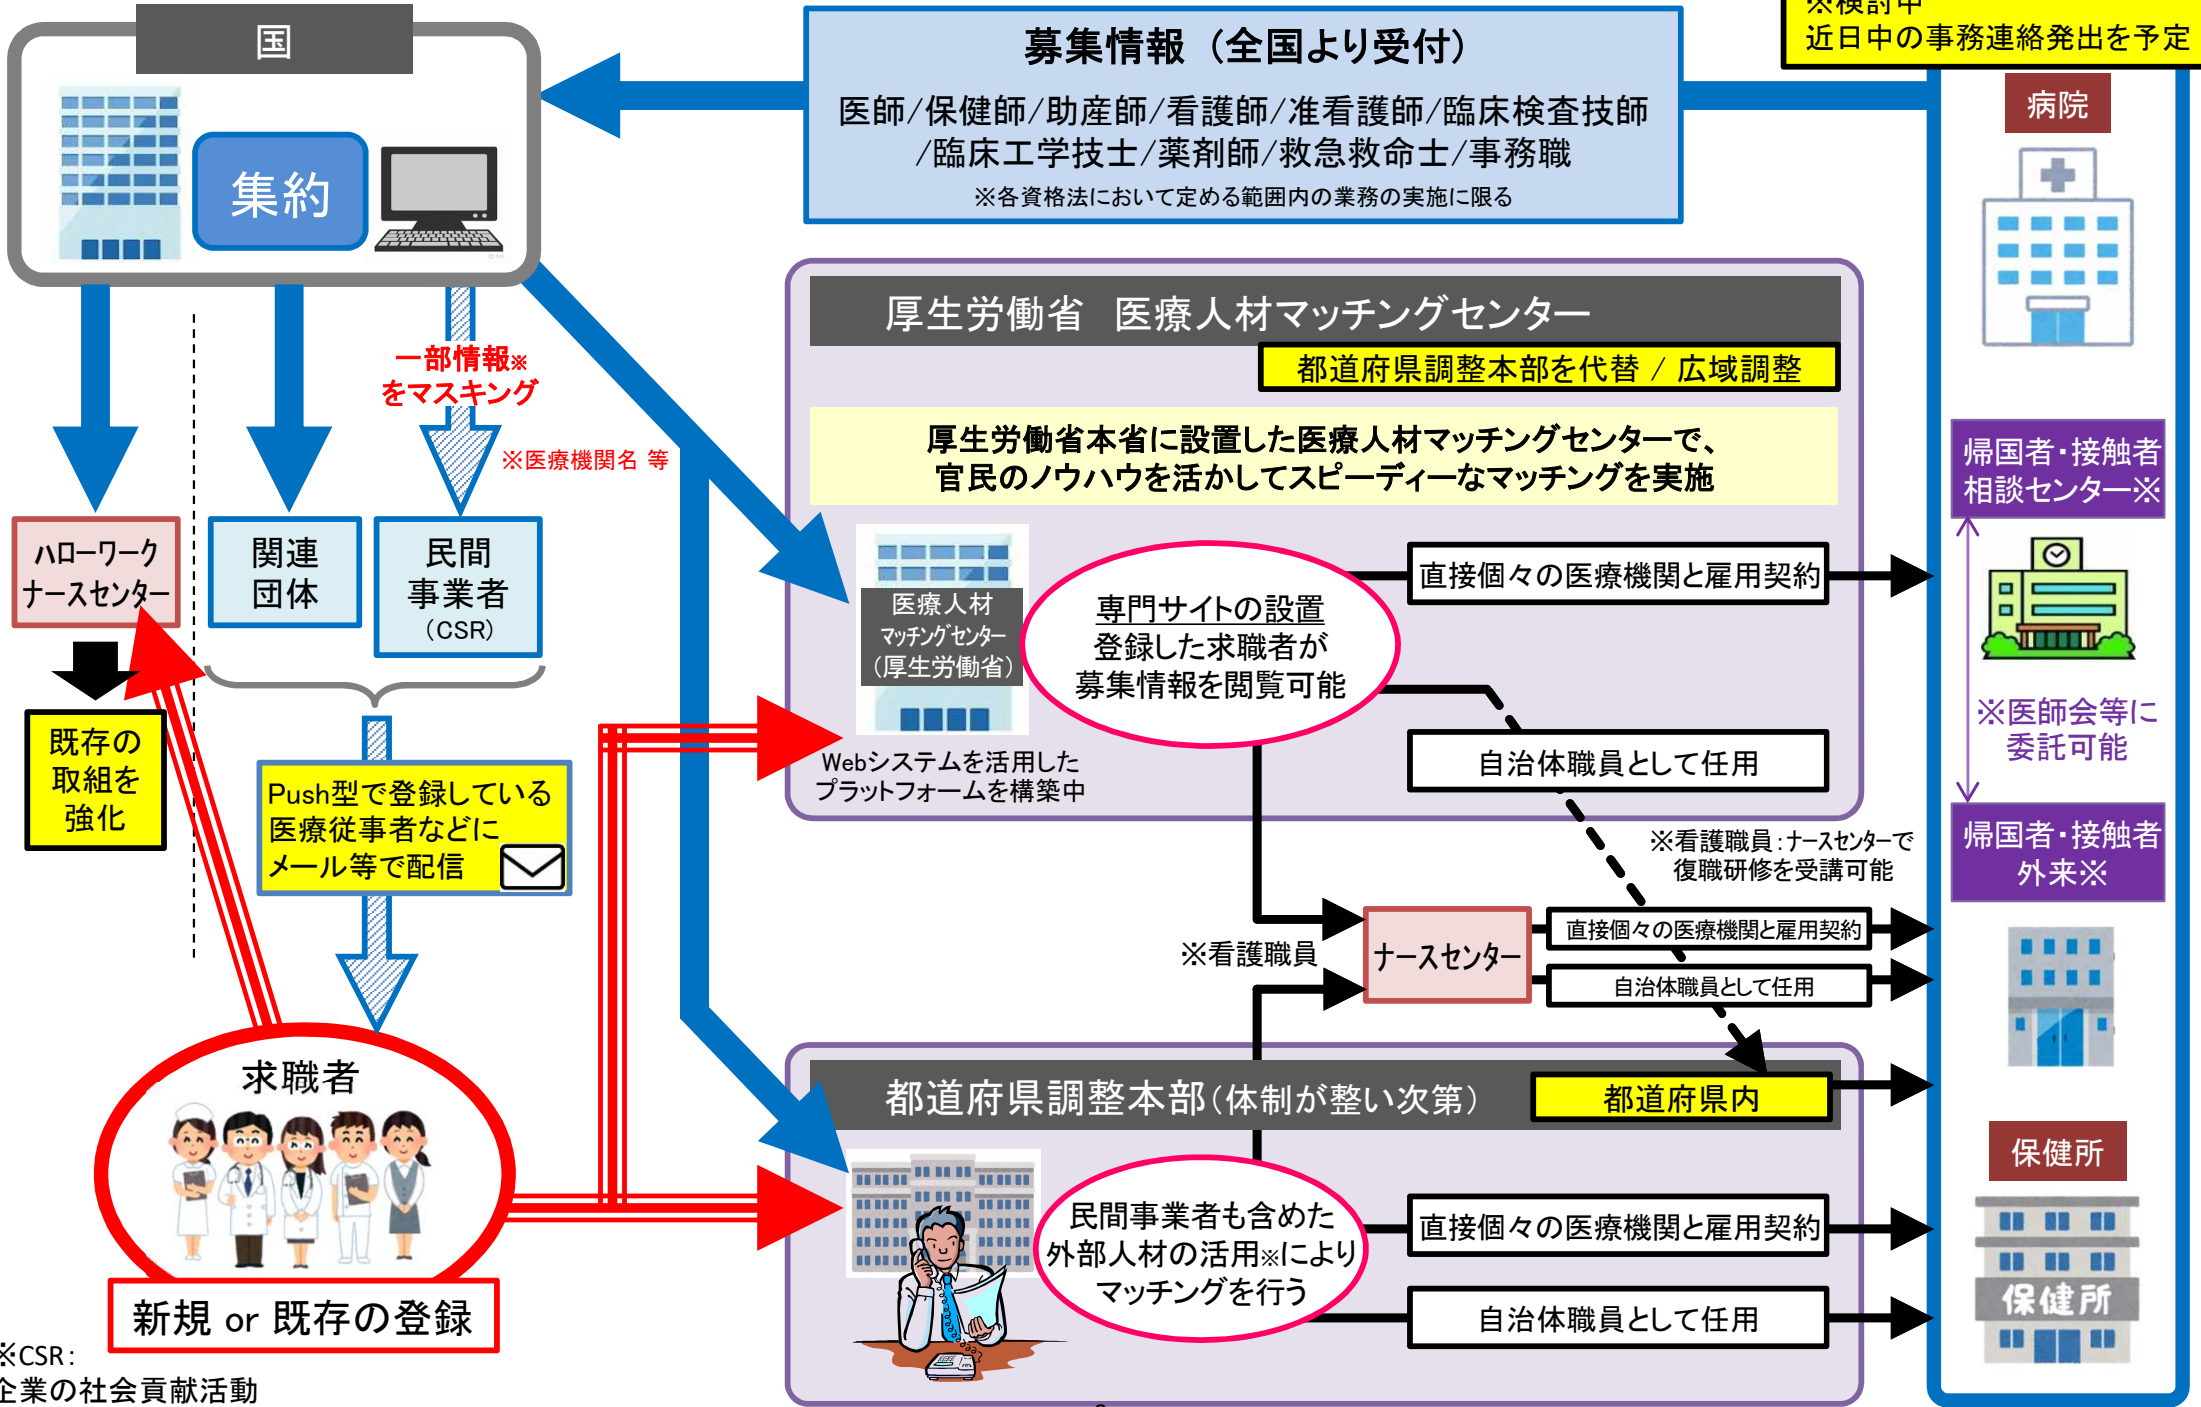 国
集約
募集情報（全国より受付）
医師/保健師/助産師/看護師/准看護師/臨床検査技師
/臨床工学技士/薬剤師/救急救命士/事務職
※各資格法において定める範囲内の業務の実施に限る
※検討中
近日中の事務連絡発出を予定
病院
一部情報※
をマスキング
※医療機関名 等
ハローワーク
ナースセンター
関連
団体
民間
事業者
（CSR）
既存の
取組を
強化
Push型で登録している
医療従事者などに
メール等で配信
求職者
新規 or 既存の登録
※CSR：
企業の社会貢献活動
厚生労働省　医療人材マッチングセンター
都道府県調整本部を代替 / 広域調整
厚生労働省本省に設置した医療人材マッチングセンターで、
官民のノウハウを活かしてスピーディーなマッチングを実施
医療人材
マッチングセンター
（厚生労働省）
専門サイトの設置
登録した求職者が
募集情報を閲覧可能
Webシステムを活用した
プラットフォームを構築中
直接個々の医療機関と雇用契約
自治体職員として任用
※看護職員：ナースセンターで
復職研修を受講可能
※看護職員
ナースセンター
直接個々の医療機関と雇用契約
自治体職員として任用
都道府県調整本部（体制が整い次第）
都道府県内
民間事業者も含めた
外部人材の活用※により
マッチングを行う
直接個々の医療機関と雇用契約
自治体職員として任用
帰国者・接触者
相談センター※
※医師会等に
委託可能
帰国者・接触者
外来※
保健所
保健所